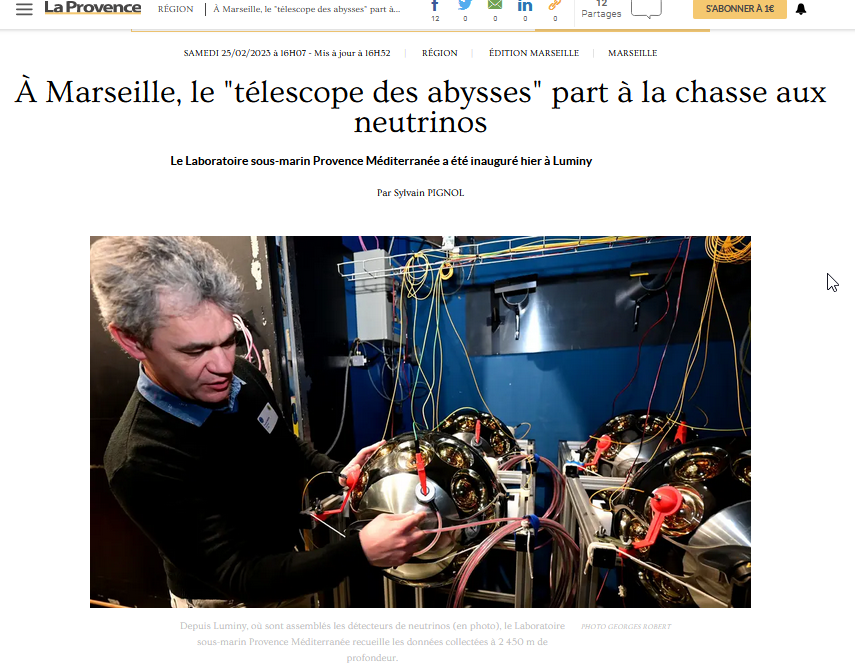 La Provence
RÉGION
À Marseille, le "télescope des abysses" part à...
12
0
0
0
0
12
Partages
S'ABONNER À 1€
SAMEDI 25/02/2023 à 16H07 - Mis à jour à 16H52
RÉGION
ÉDITION MARSEILLE
MARSEILLE
À Marseille, le "télescope des abysses" part à la chasse aux
neutrinos
Le Laboratoire sous-marin Provence Méditerranée a été inauguré hier à Luminy
Par Sylvain PIGNOL
Depuis Luminy, où sont assemblés les détecteurs de neutrinos (en photo), le Laboratoire
sous-marin Provence Méditerranée recueille les données collectées à 2 450 m de
profondeur.
PHOTO GEORGES ROBERT